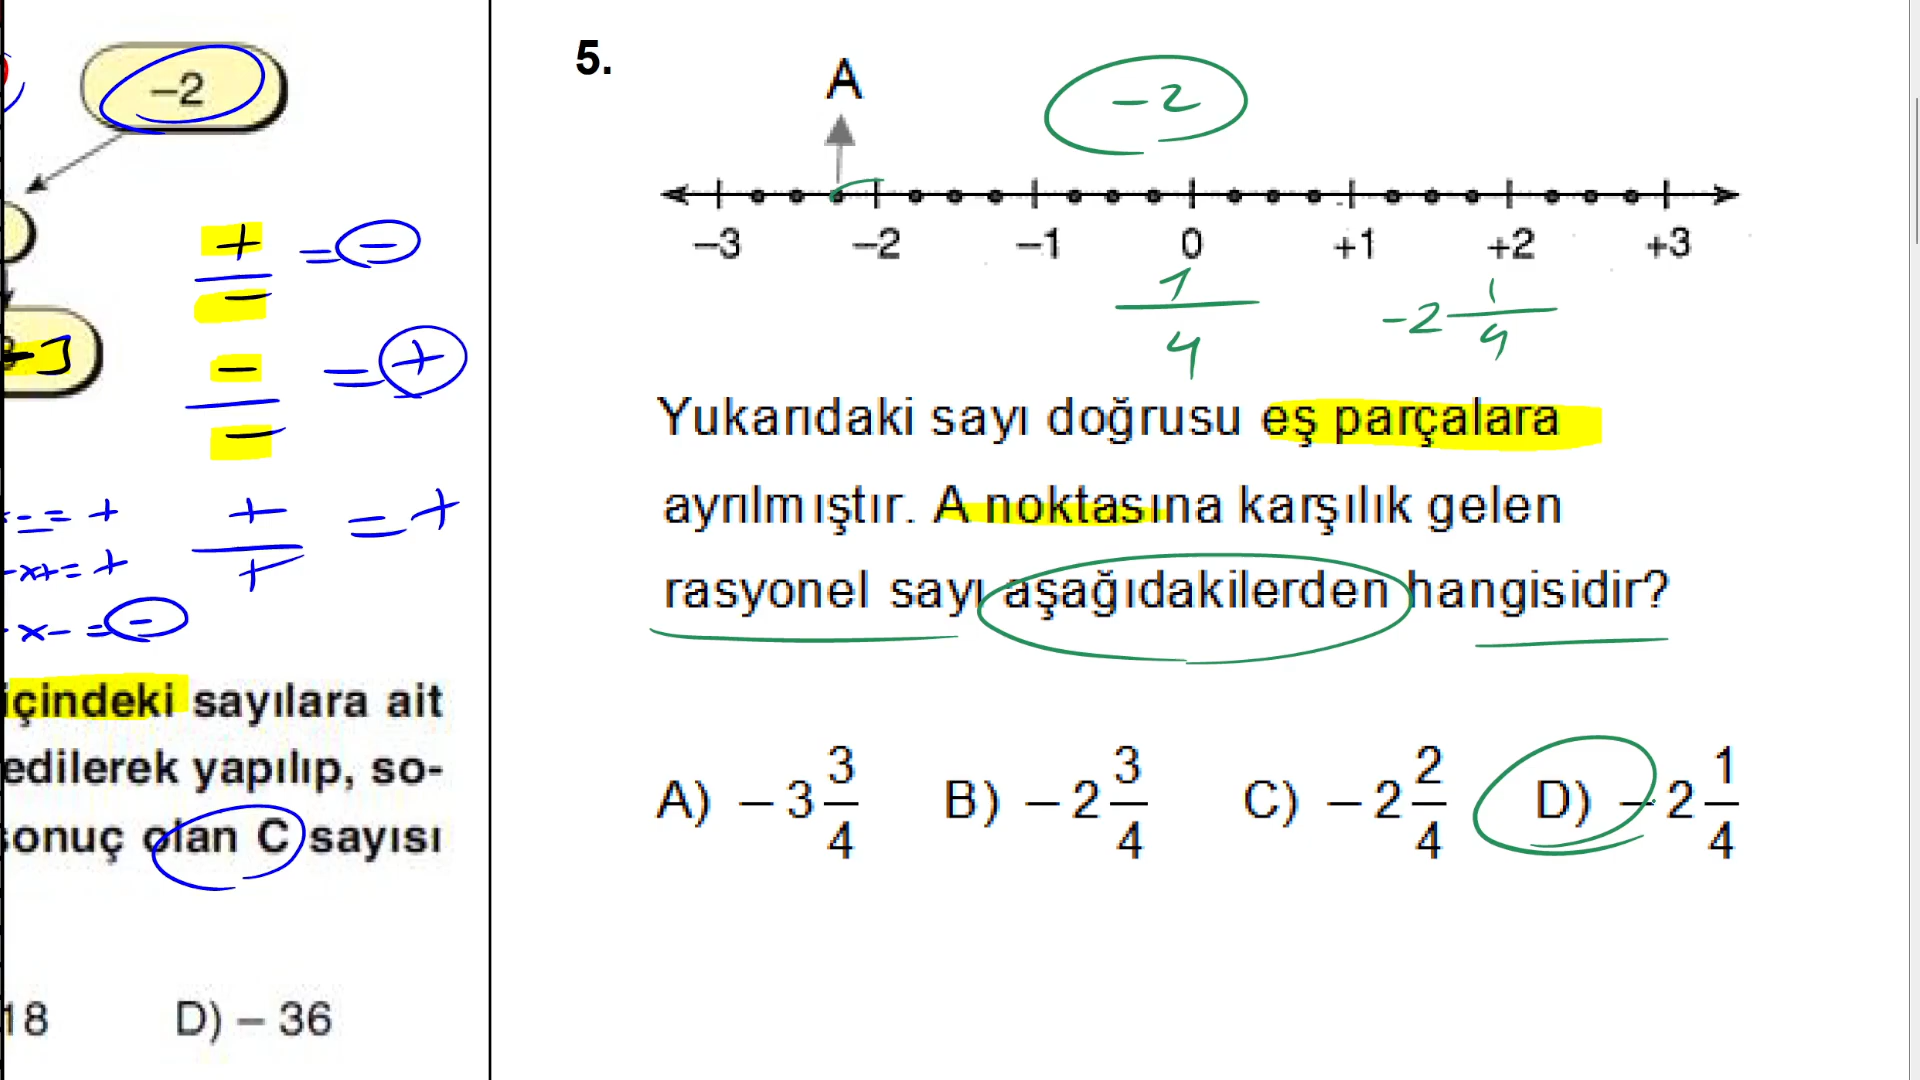 -2
+ = -
-
- = +
-
-= = +
+ = +
+
-x+= +
-x- = -
içindeki sayılara ait
edilerek yapılıp, so-
sonuç olan C sayısı
18 D) – 36
5.
A
-2
–3 –2 –1 0 +1 +2 +3
1
4
-2 1
4
Yukarıdaki sayı doğrusu eş parçalara
ayrılmıştır. A noktasına karşılık gelen
rasyonel sayı aşağıdakilerden hangisidir?
A) –3 3/4 B) –2 3/4 C) –2 2/4 D) –2 1/4